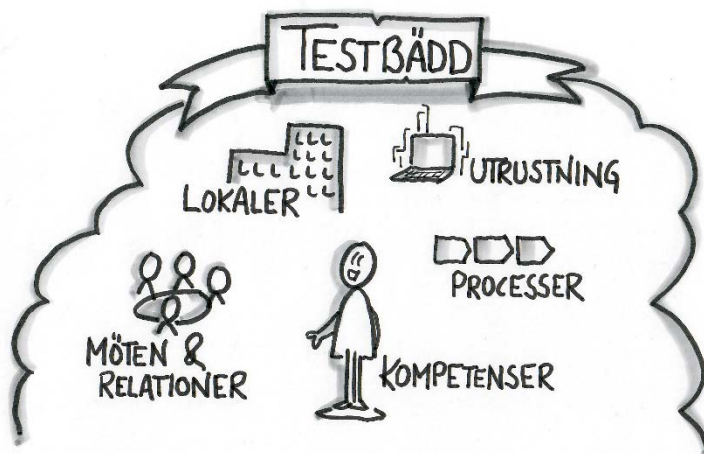 TESTBÄDD
LOKALER
UTRUSTNING
PROCESSER
MÖTEN &
RELATIONER
KOMPETENSER